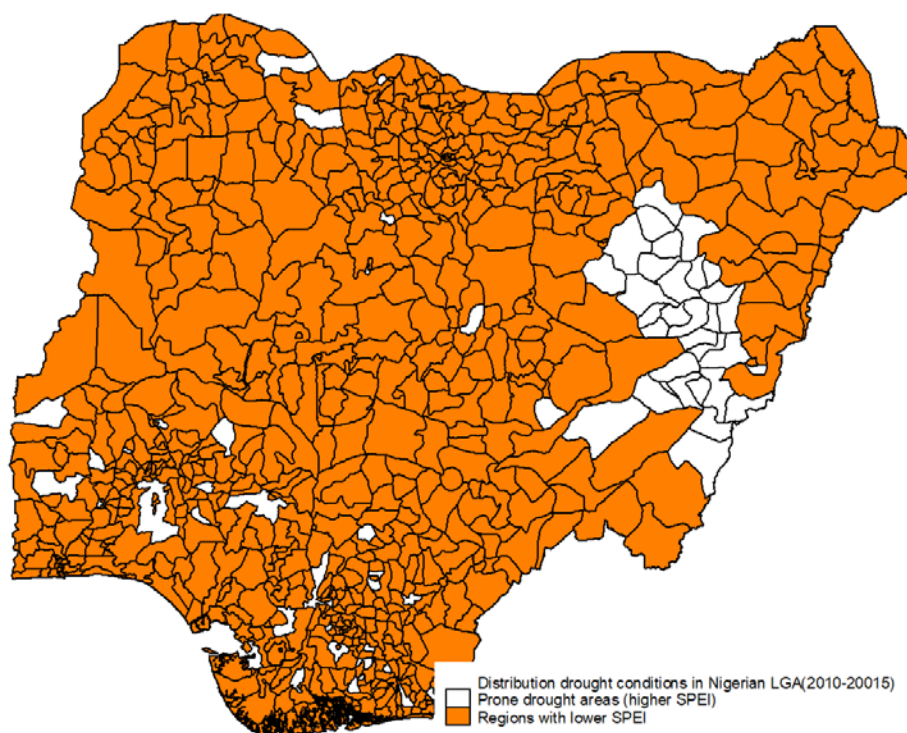 Distribution drought conditions in Nigerian LGA(2010-20015)
Prone drought areas (higher SPEI)
Regions with lower SPEI